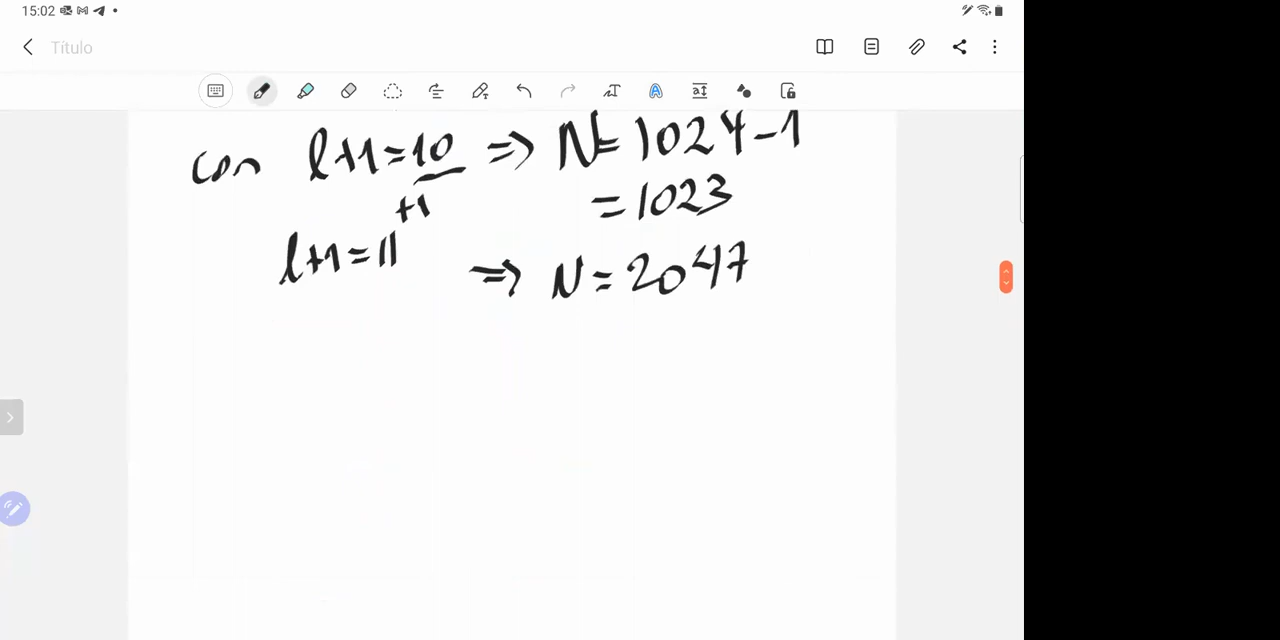 15:02
Título
con l+1=10 => N=1024-1
+1 =1023
l+1=11 => N=2047